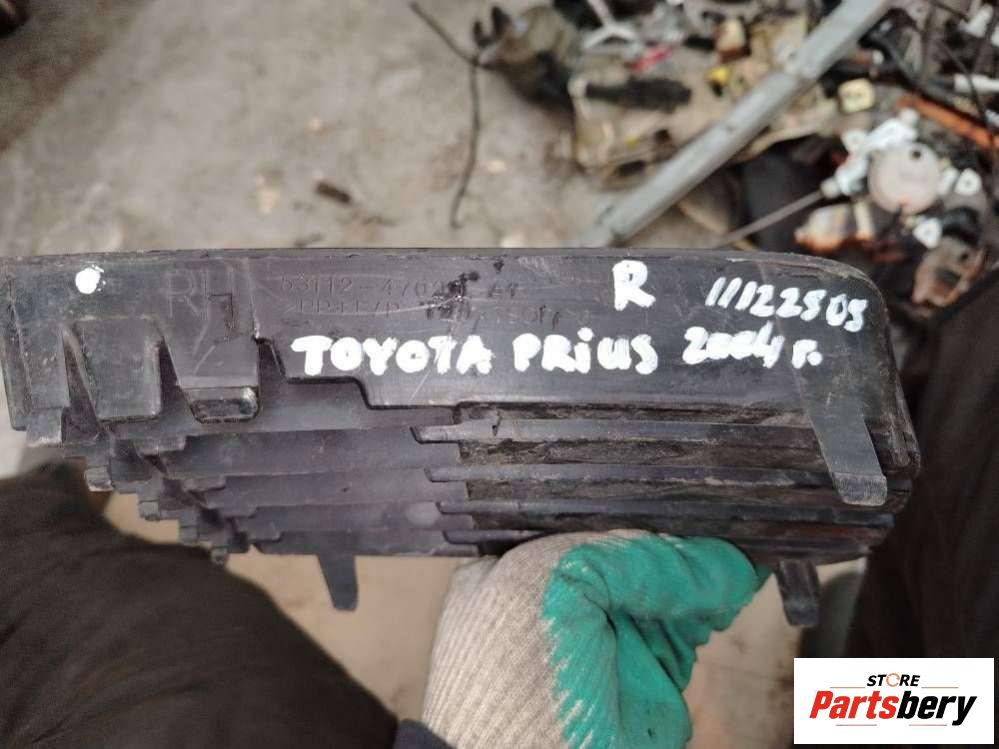 RH
R 11122505
TOYOTA PRIUS 2004 г.
STORE
Partsbery